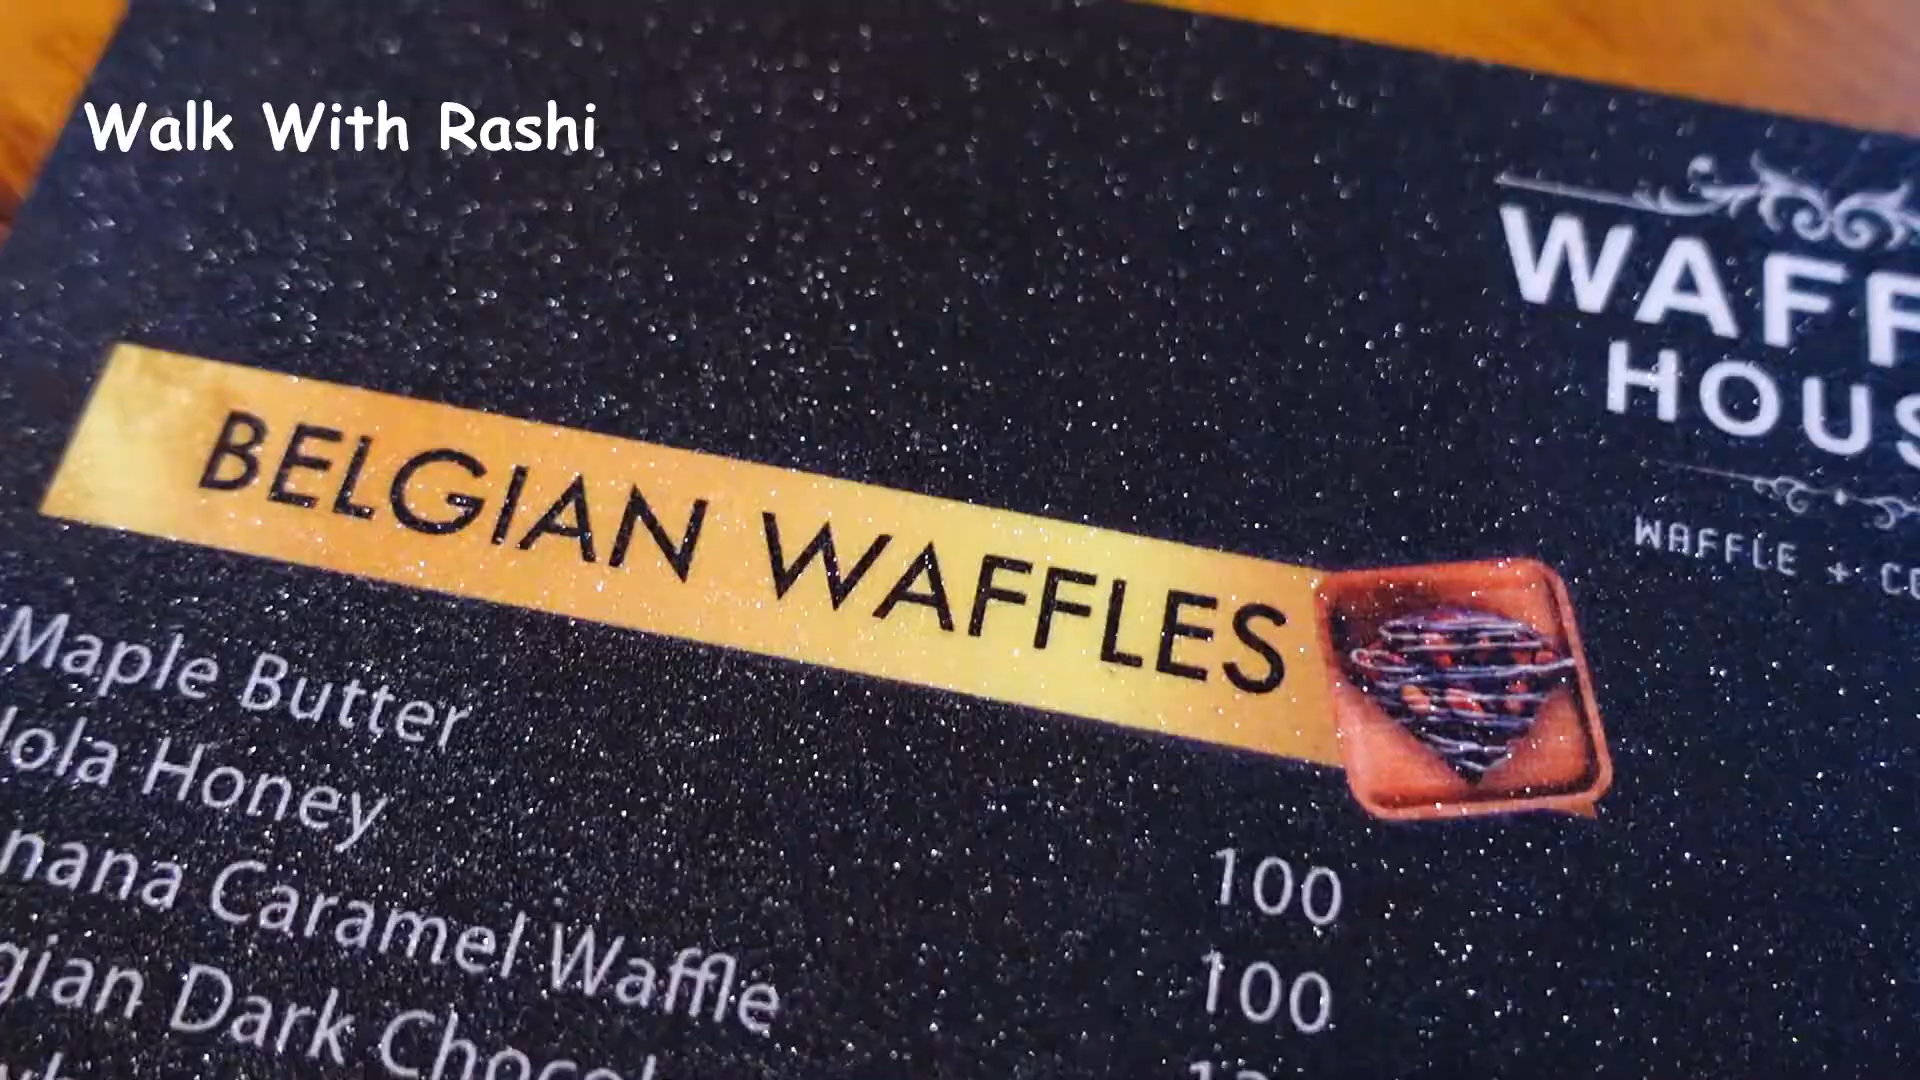 Walk With Rashi
WAFF
HOUS
WAFFLE + CO
BELGIAN WAFFLES
Maple Butter 100
lola Honey 100
nana Caramel Waffle
gian Dark Chocol